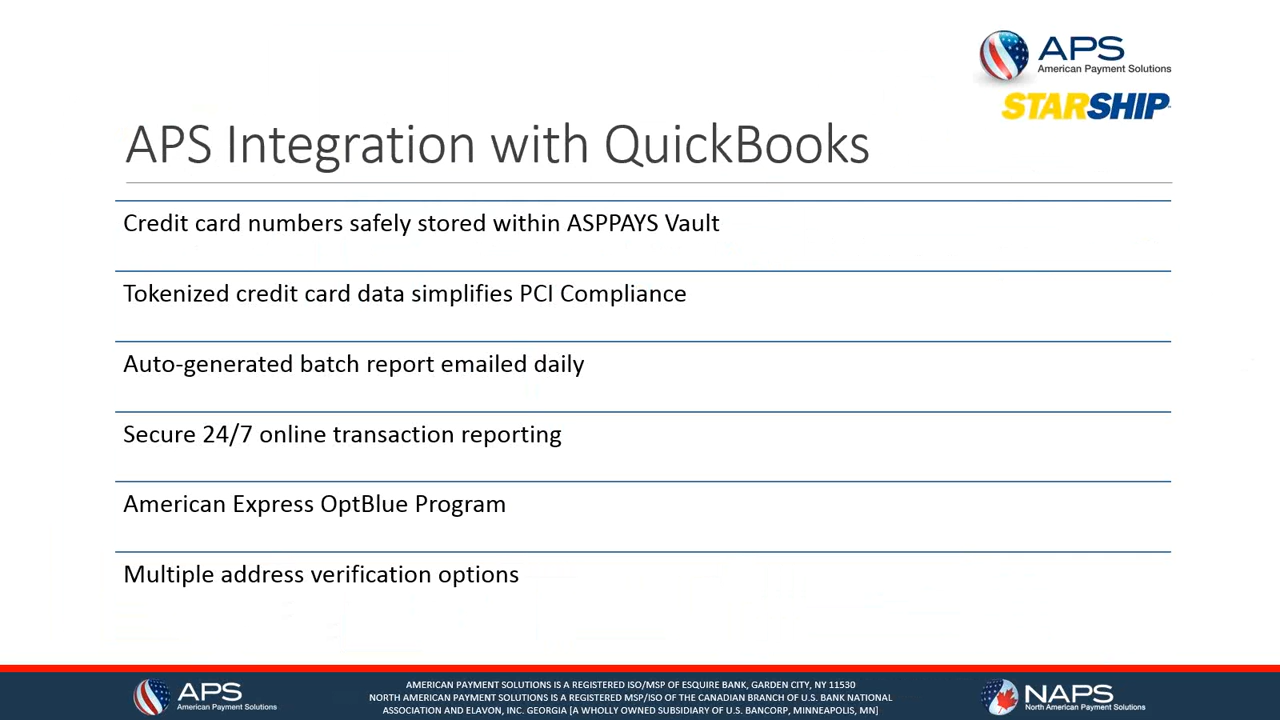 APS
American Payment Solutions
STARSHIP
APS Integration with QuickBooks
Credit card numbers safely stored within ASPPAYS Vault
Tokenized credit card data simplifies PCI Compliance
Auto-generated batch report emailed daily
Secure 24/7 online transaction reporting
American Express OptBlue Program
Multiple address verification options
APS
American Payment Solutions
AMERICAN PAYMENT SOLUTIONS IS A REGISTERED ISO/MSP OF ESQUIRE BANK, GARDEN CITY, NY 11530
NORTH AMERICAN PAYMENT SOLUTIONS IS A REGISTERED MSP/ISO OF THE CANADIAN BRANCH OF U.S. BANK NATIONAL
ASSOCIATION AND ELAVON, INC. GEORGIA [A WHOLLY OWNED SUBSIDIARY OF U.S. BANCORP, MINNEAPOLIS, MN]
NAPS
North American Payment Solutions